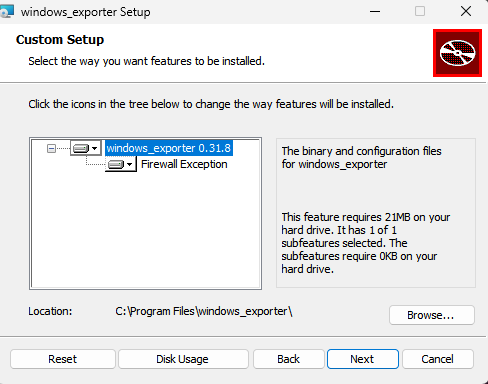 windows_exporter Setup
Custom Setup
Select the way you want features to be installed.
Click the icons in the tree below to change the way features will be installed.
windows_exporter 0.31.8
Firewall Exception
The binary and configuration files
for windows_exporter
This feature requires 21MB on your
hard drive. It has 1 of 1
subfeatures selected. The
subfeatures require 0KB on your
hard drive.
Location:
C:\Program Files\windows_exporter\
Browse...
Reset
Disk Usage
Back
Next
Cancel